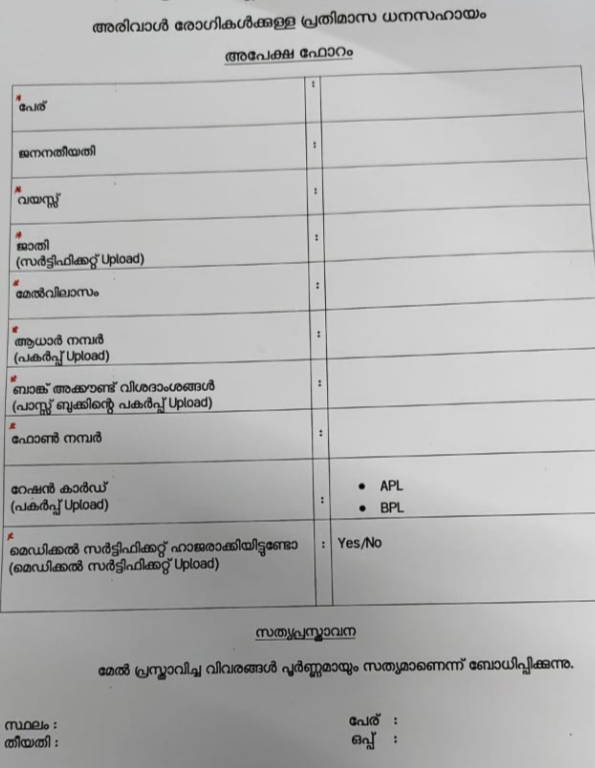 അരിവാൾ രോഗികൾക്കുള്ള പ്രതിമാസ ധനസഹായം
അപേക്ഷ ഫോറം
* പേര് :
ജനനതീയതി :
* വയസ്സ് :
* ജാതി :
(സർട്ടിഫിക്കറ്റ് Upload)
* മേൽവിലാസം :
* ആധാർ നമ്പർ :
(പകർപ്പ് Upload)
* ബാങ്ക് അക്കൗണ്ട് വിശദാംശങ്ങൾ :
(പാസ്സ് ബുക്കിന്റെ പകർപ്പ് Upload)
* ഫോൺ നമ്പർ :
റേഷൻ കാർഡ് • APL
(പകർപ്പ് Upload) : • BPL
* മെഡിക്കൽ സർട്ടിഫിക്കറ്റ് ഹാജരാക്കിയിട്ടുണ്ടോ : Yes/No
(മെഡിക്കൽ സർട്ടിഫിക്കറ്റ് Upload)
സത്യപ്രസ്താവന
മേൽ പ്രസ്താവിച്ച വിവരങ്ങൾ പൂർണ്ണമായും സത്യമാണെന്ന് ബോധിപ്പിക്കുന്നു.
സ്ഥലം : പേര് :
തീയതി : ഒപ്പ് :